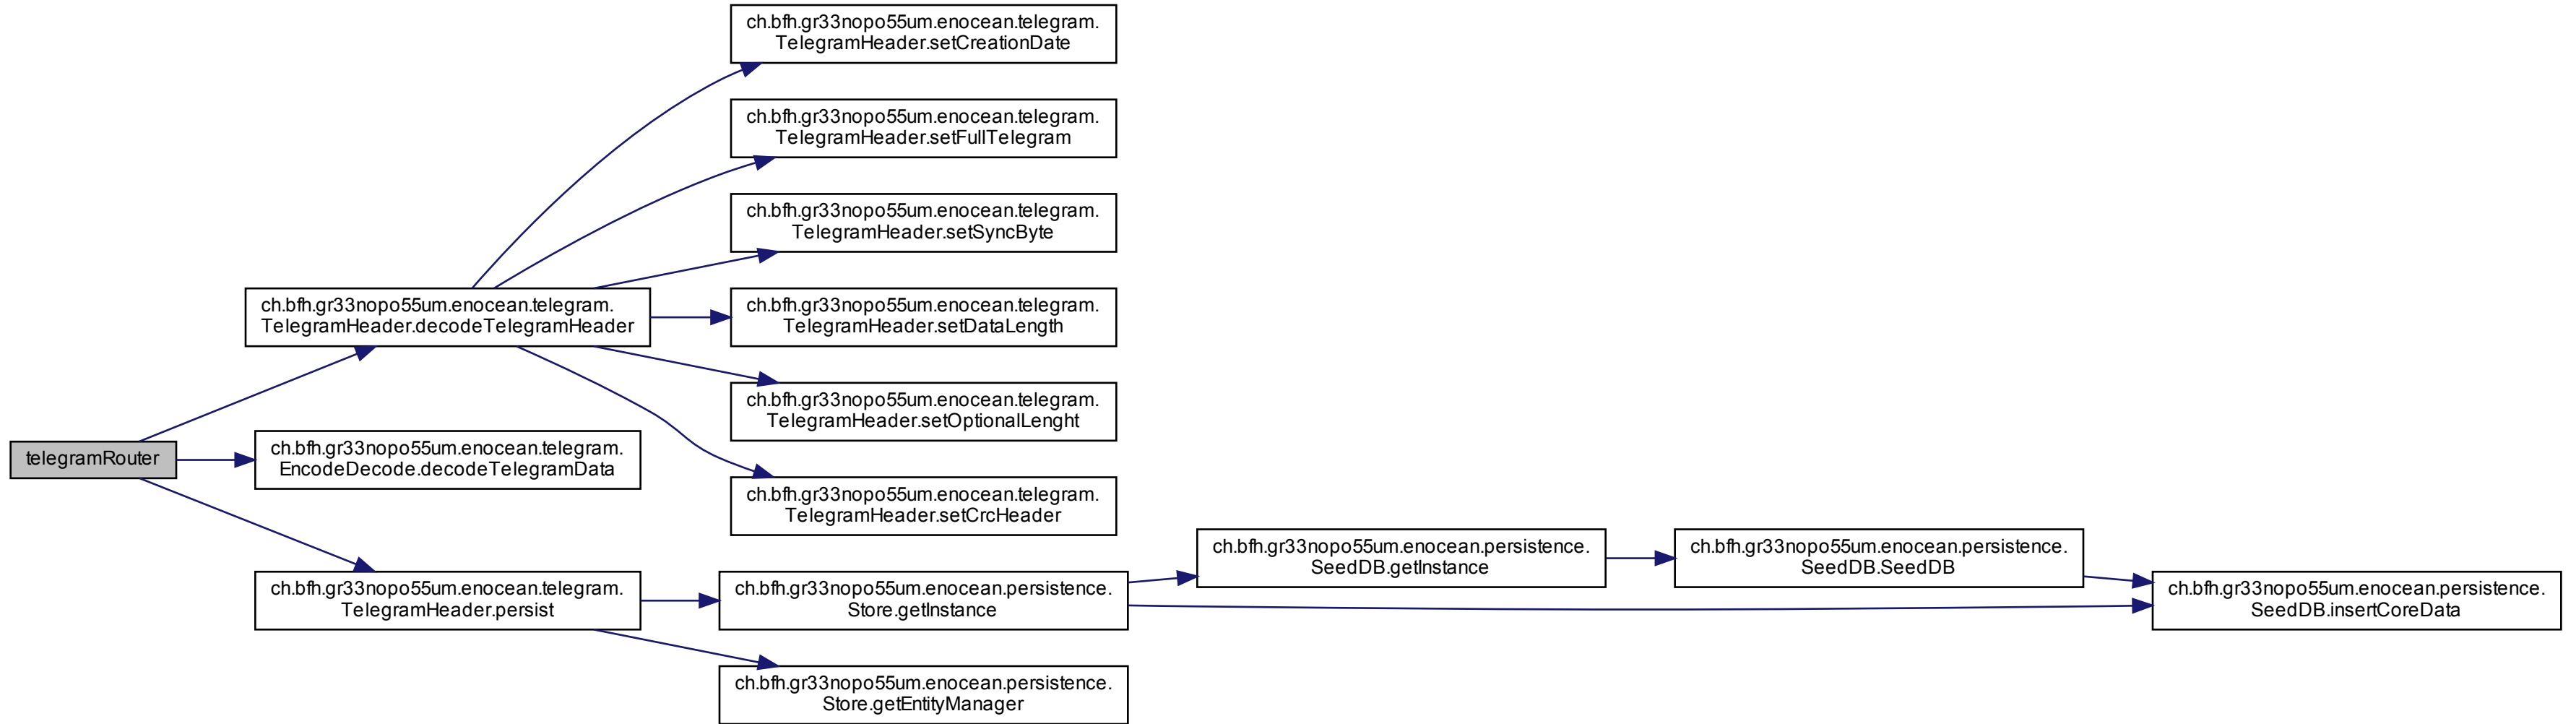 ch.bfh.gr33nopo55um.enocean.telegram.
TelegramHeader.setCreationDate
ch.bfh.gr33nopo55um.enocean.telegram.
TelegramHeader.setFullTelegram
ch.bfh.gr33nopo55um.enocean.telegram.
TelegramHeader.setSyncByte
ch.bfh.gr33nopo55um.enocean.telegram.
TelegramHeader.decodeTelegramHeader
ch.bfh.gr33nopo55um.enocean.telegram.
TelegramHeader.setDataLength
ch.bfh.gr33nopo55um.enocean.telegram.
TelegramHeader.setOptionalLenght
telegramRouter
ch.bfh.gr33nopo55um.enocean.telegram.
EncodeDecode.decodeTelegramData
ch.bfh.gr33nopo55um.enocean.telegram.
TelegramHeader.setCrcHeader
ch.bfh.gr33nopo55um.enocean.persistence.
SeedDB.getInstance
ch.bfh.gr33nopo55um.enocean.persistence.
SeedDB.SeedDB
ch.bfh.gr33nopo55um.enocean.telegram.
TelegramHeader.persist
ch.bfh.gr33nopo55um.enocean.persistence.
Store.getInstance
ch.bfh.gr33nopo55um.enocean.persistence.
SeedDB.insertCoreData
ch.bfh.gr33nopo55um.enocean.persistence.
Store.getEntityManager